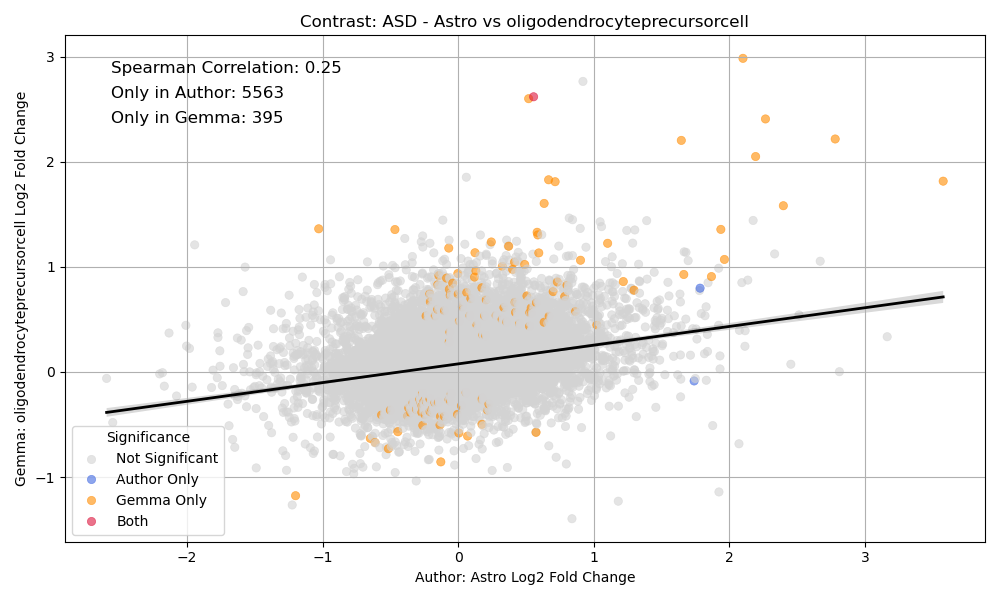 Contrast: ASD - Astro vs oligodendrocyteprecursorcell
Spearman Correlation: 0.25
Only in Author: 5563
Only in Gemma: 395
Gemma: oligodendrocyteprecursorcell Log2 Fold Change
3
2
1
0
−1
Significance
Not Significant
Author Only
Gemma Only
Both
−2
−1
0
1
2
3
Author: Astro Log2 Fold Change